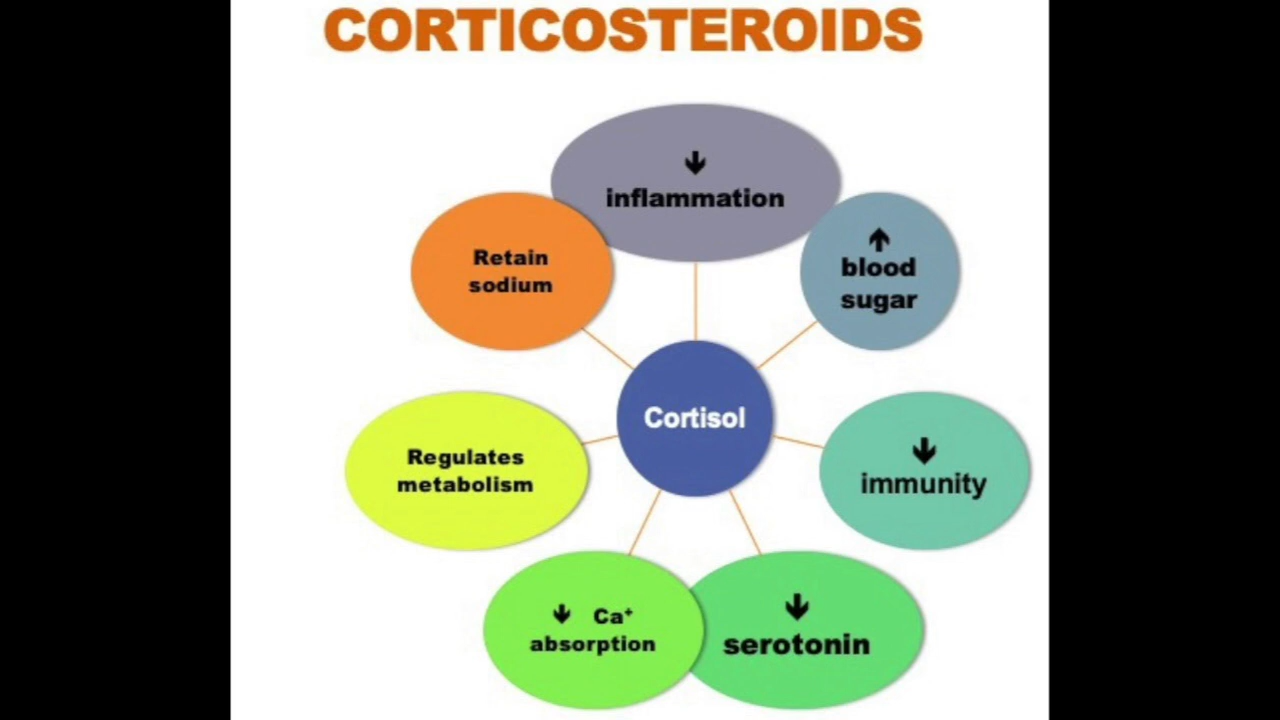 CORTICOSTEROIDS
🡫
inflammation
🡩
blood
sugar
🡫
immunity
🡫
serotonin
🡫 Ca⁺
absorption
Regulates
metabolism
Retain
sodium
Cortisol